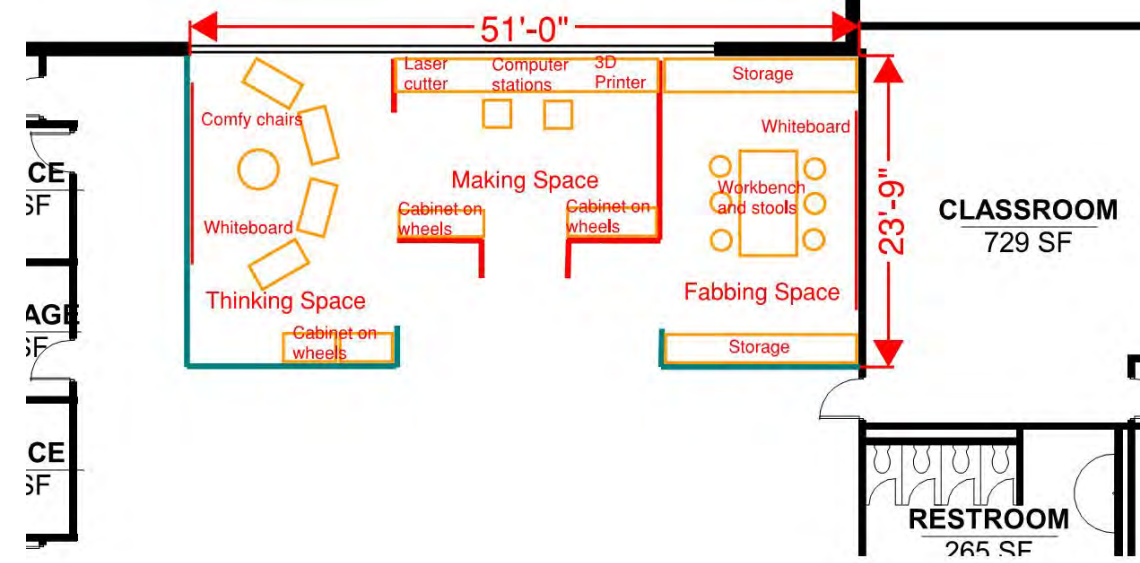 51'-0"
Laser
cutter
Computer
stations
3D
Printer
Storage
Comfy chairs
Whiteboard
CE
SF
Making Space
Workbench
and stools
23'-9"
CLASSROOM
729 SF
Cabinet on
wheels
Cabinet on
wheels
Whiteboard
Thinking Space
Fabbing Space
AGE
SF
Cabinet on
wheels
Storage
CE
SF
RESTROOM
265 SF